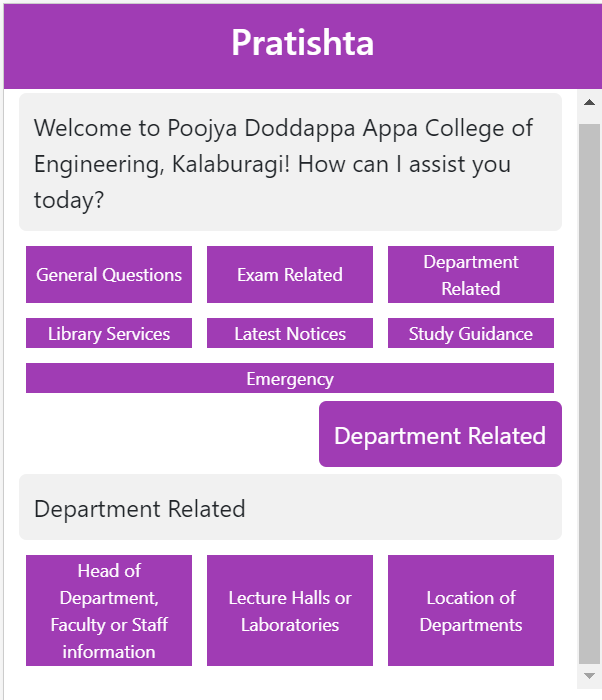 Pratishta
Welcome to Poojya Doddappa Appa College of
Engineering, Kalaburagi! How can I assist you
today?
General Questions
Exam Related
Department
Related
Library Services
Latest Notices
Study Guidance
Emergency
Department Related
Department Related
Head of
Department,
Faculty or Staff
information
Lecture Halls or
Laboratories
Location of
Departments